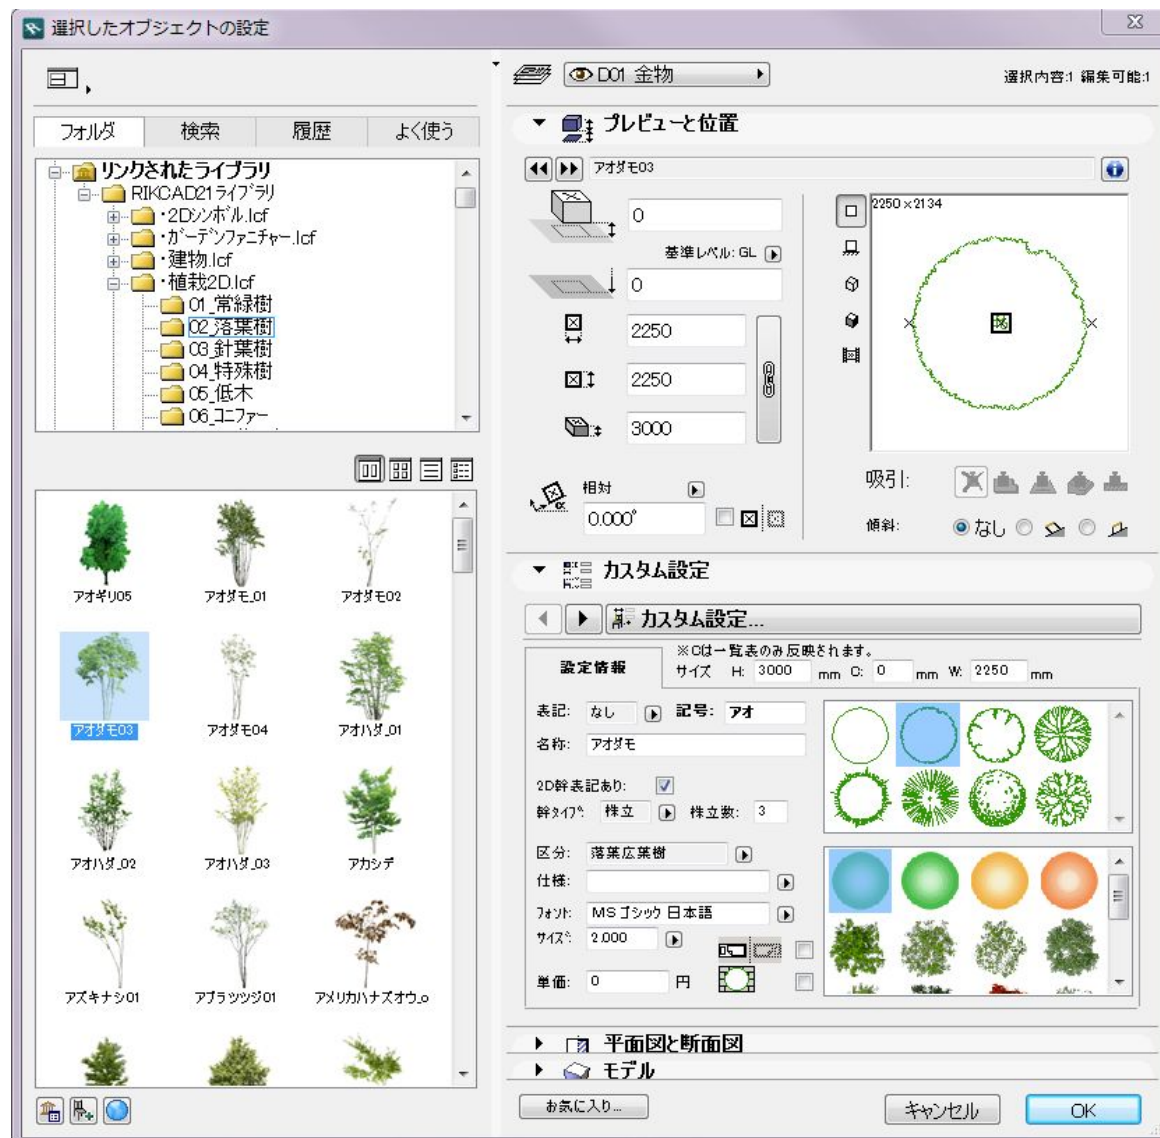 選択したオブジェクトの設定
フォルダ 検索 履歴 よく使う
リンクされたライブラリ
RIKCAD21ライブラリ
・2Dシンボル.lcf
・ガーデンファニチャー.lcf
・建物.lcf
・植栽2D.lcf
01_常緑樹
02_落葉樹
03_針葉樹
04_特殊樹
05_低木
06_コニファー
アオギリ05 アオダモ_01 アオダモ02
アオダモ03 アオダモ04 アオハダ_01
アオハダ_02 アオハダ_03 アカシデ
アズキナシ01 アブラツツジ01 アメリカハナズオウ_o
D01 金物
選択内容:1 編集可能:1
プレビューと位置
アオダモ03
0
基準レベル: GL
0
2250
2250
3000
相対
0.000°
2250×2134
吸引:
傾斜: なし
カスタム設定
カスタム設定...
設定情報
※Cは一覧表のみ反映されます。
サイズ H: 3000 mm C: 0 mm W: 2250 mm
表記: なし 記号: アオ
名称: アオダモ
2D幹表記あり:
幹タイプ: 株立 株立数: 3
区分: 落葉広葉樹
仕様:
フォント: MS ゴシック 日本語
サイズ: 2.000
単価: 0 円
平面図と断面図
モデル
お気に入り... キャンセル OK